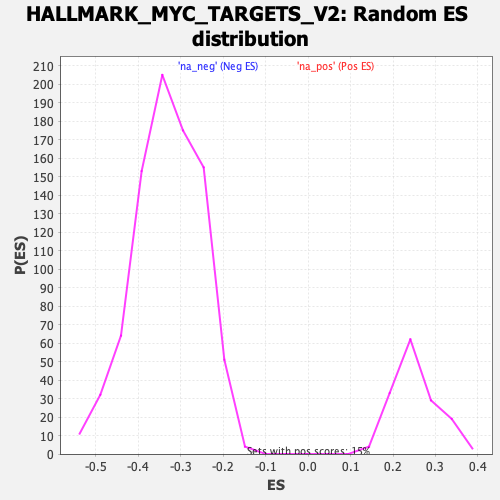 HALLMARK_MYC_TARGETS_V2: Random ES
distribution
'na_neg' (Neg ES)
'na_pos' (Pos ES)
210
200
190
180
170
160
150
140
130
120
110
100
90
80
70
60
50
40
30
20
10
0
P(ES)
Sets with pos scores: 15%
-0.5 -0.4 -0.3 -0.2 -0.1 0.0 0.1 0.2 0.3 0.4
ES